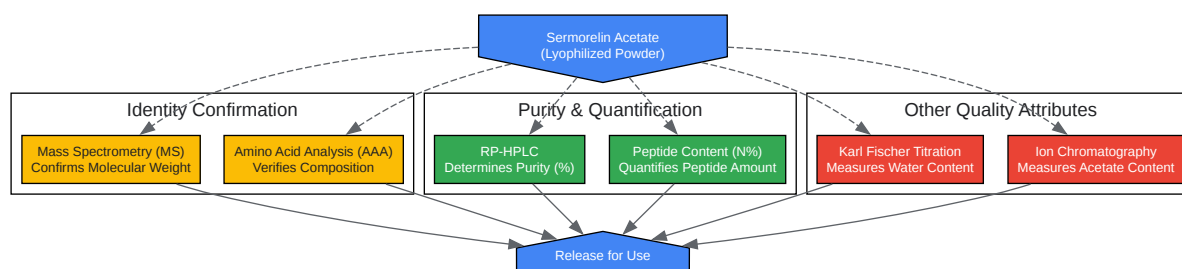 Sermorelin Acetate
(Lyophilized Powder)
Identity Confirmation
Purity & Quantification
Other Quality Attributes
Mass Spectrometry (MS)
Confirms Molecular Weight
Amino Acid Analysis (AAA)
Verifies Composition
RP-HPLC
Determines Purity (%)
Peptide Content (N%)
Quantifies Peptide Amount
Karl Fischer Titration
Measures Water Content
Ion Chromatography
Measures Acetate Content
Release for Use